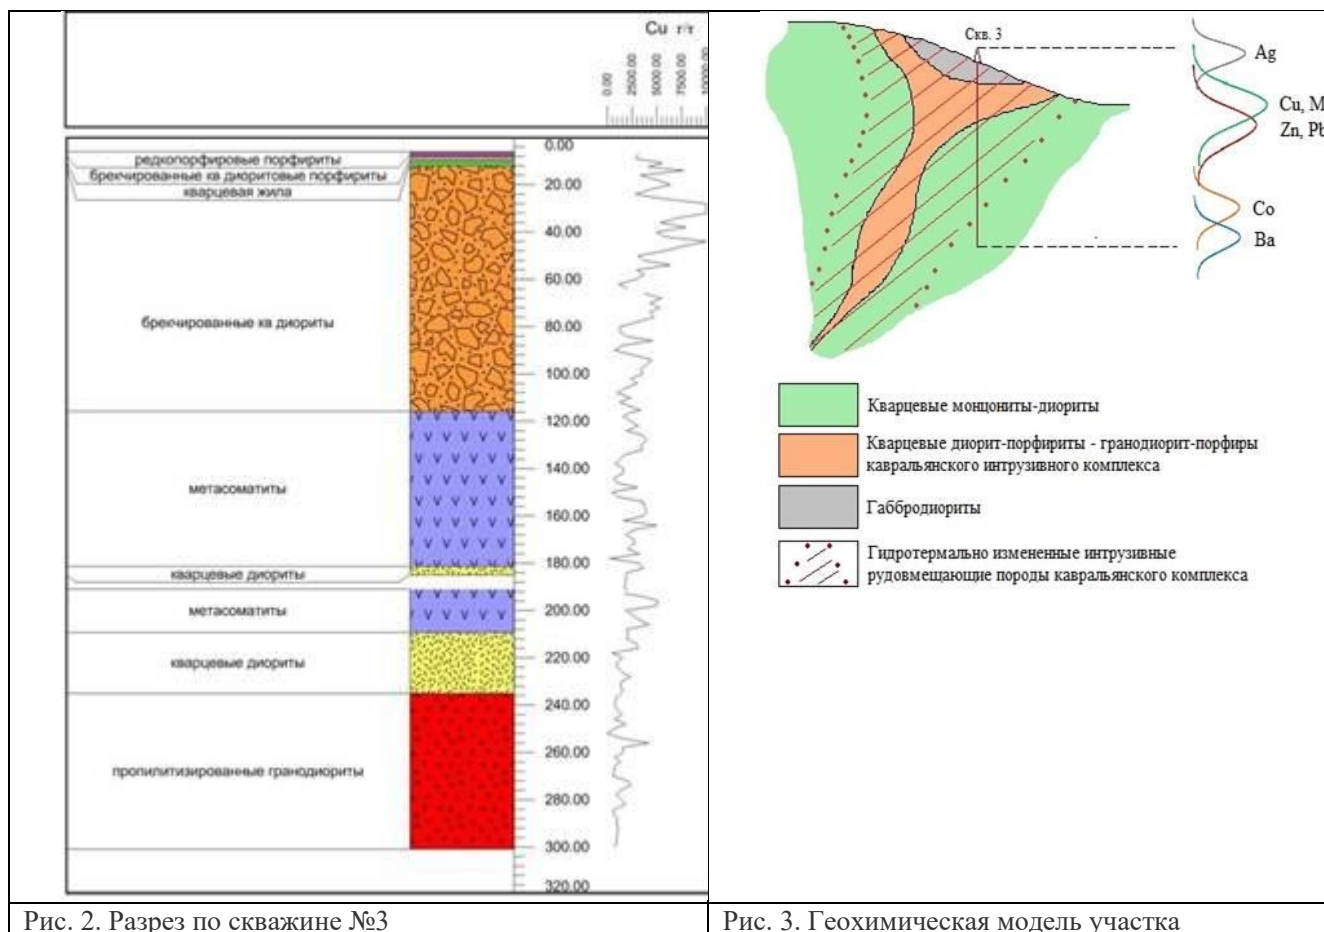 Cu г/т
0.00
2500.00
5000.00
7500.00
0.00
редкопорфировые порфириты
брекчированные кв диоритовые порфириты
кварцевая жила
20.00
40.00
60.00
брекчированные кв диориты
80.00
100.00
120.00
140.00
метасоматиты
160.00
180.00
кварцевые диориты
метасоматиты
200.00
кварцевые диориты
220.00
240.00
260.00
пропилитизированные гранодиориты
280.00
300.00
320.00
Рис. 2. Разрез по скважине №3
Скв. 3
Ag
Cu, M
Zn, Pb
Co
Ba
Кварцевые монцониты-диориты
Кварцевые диорит-порфириты - гранодиорит-порфиры
кавральянского интрузивного комплекса
Габбродиориты
Гидротермально измененные интрузивные
рудовмещающие породы кавральянского комплекса
Рис. 3. Геохимическая модель участка